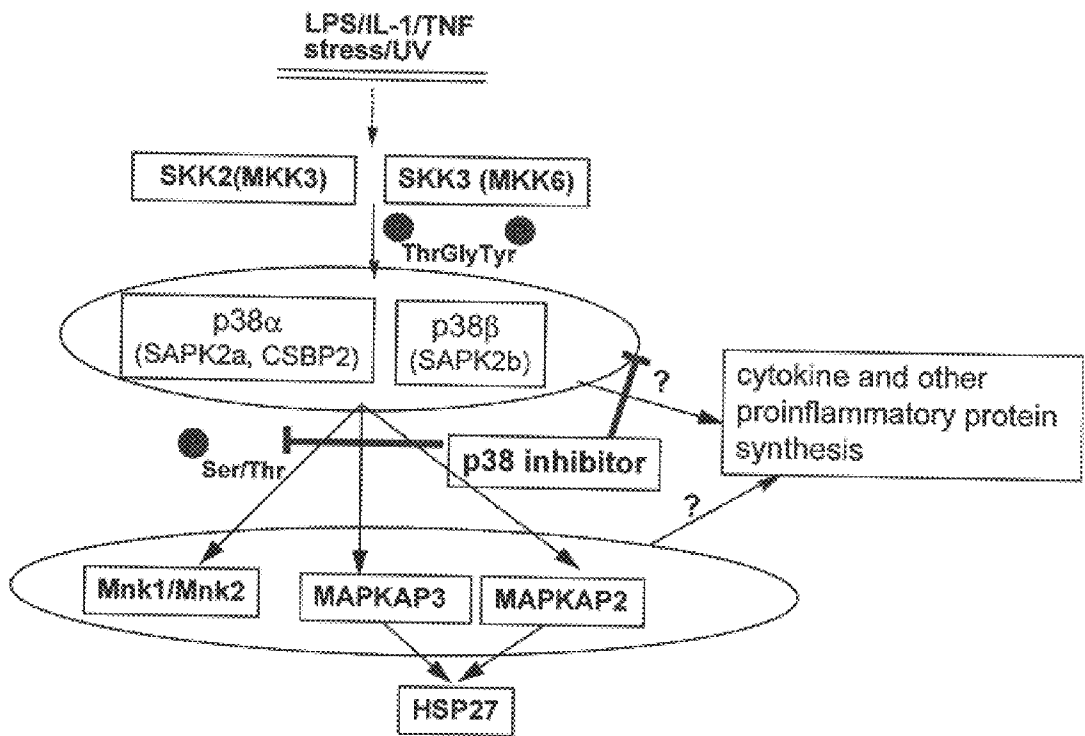 LPS/IL-1/TNF
stress/UV
SKK2(MKK3)
SKK3 (MKK6)
ThrGlyTyr
p38α
(SAPK2a, CSBP2)
p38β
(SAPK2b)
?
cytokine and other
proinflammatory protein
synthesis
Ser/Thr
p38 inhibitor
?
Mnk1/Mnk2
MAPKAP3
MAPKAP2
HSP27